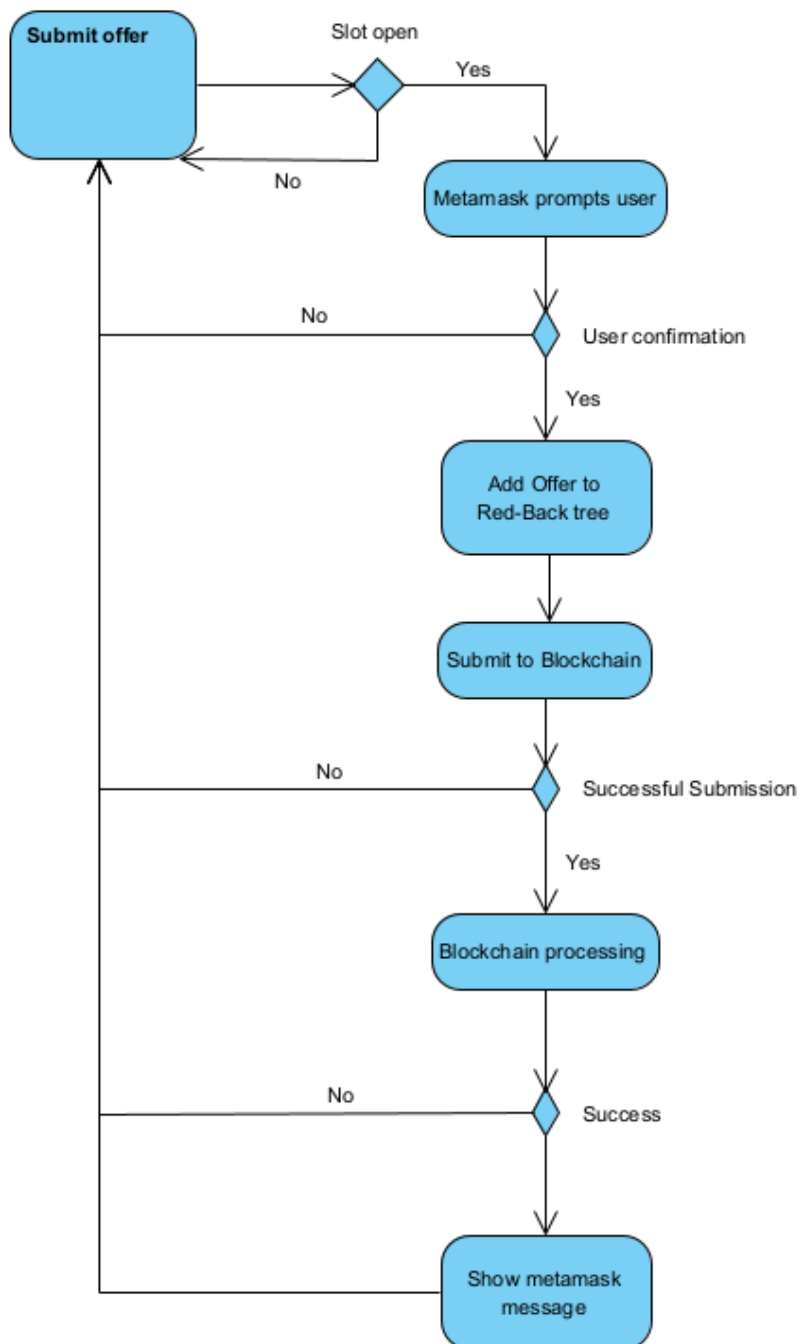 Submit offer
Slot open
Yes
No
Metamask prompts user
No
User confirmation
Yes
Add Offer to
Red-Back tree
Submit to Blockchain
No
Successful Submission
Yes
Blockchain processing
No
Success
Show metamask
message